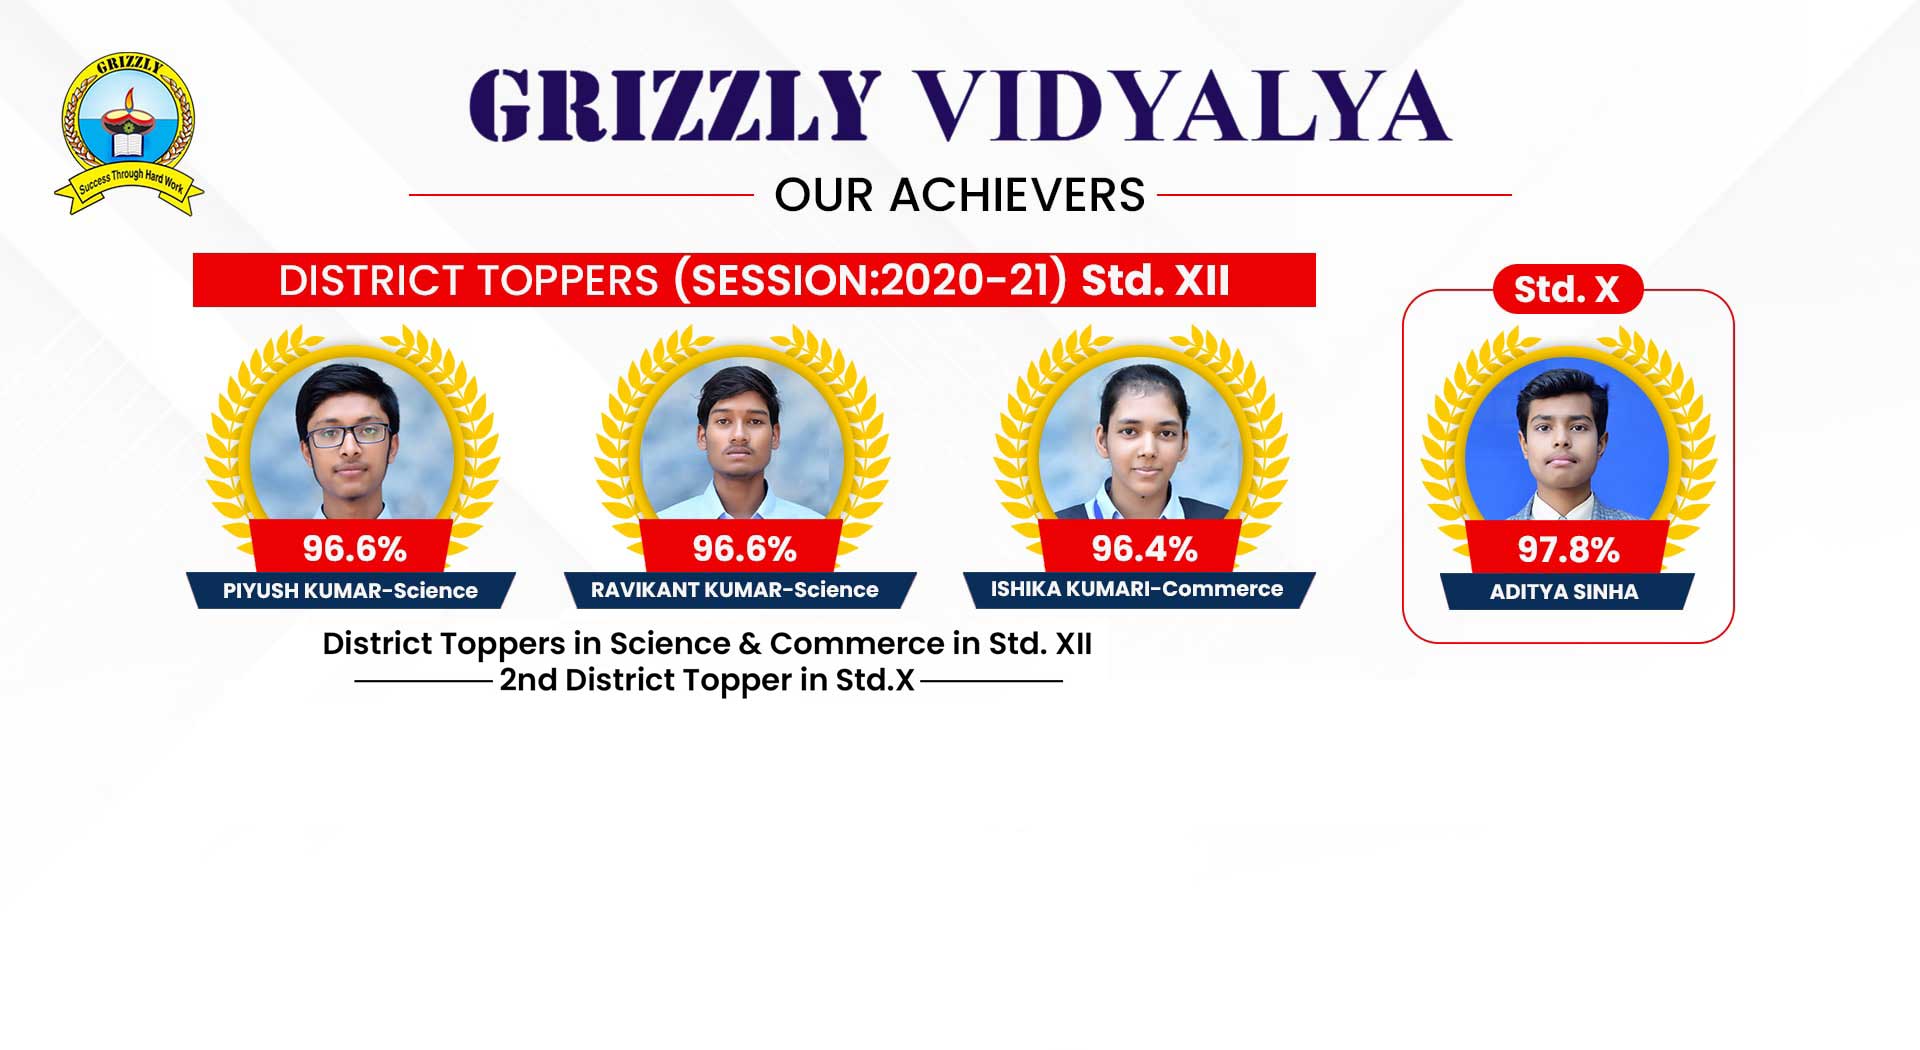 GRIZZLY
Success Through Hard Work
GRIZZLY VIDYALYA
OUR ACHIEVERS
DISTRICT TOPPERS (SESSION:2020-21) Std. XII
96.6%
PIYUSH KUMAR-Science
96.6%
RAVIKANT KUMAR-Science
96.4%
ISHIKA KUMARI-Commerce
Std. X
97.8%
ADITYA SINHA
District Toppers in Science & Commerce in Std. XII
2nd District Topper in Std.X